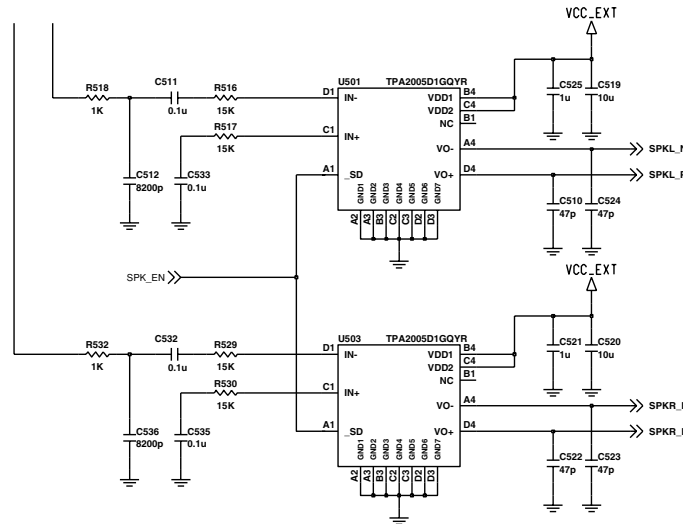 VCC_EXT
R518
1K
C511
0.1u
R516
15K
D1
U501
TPA2005D1GQYR
IN-
VDD1
VDD2
NC
B4
C4
B1
C525
1u
C519
10u
R517
15K
C1
IN+
VO-
A4
SPKL_N
C512
8200p
C533
0.1u
A1
_SD
VO+
D4
SPKL_P
GND1
GND2
GND3
GND4
GND5
GND6
GND7
A2
A3
B3
C2
C3
D2
D3
C510
47p
C524
47p
SPK_EN
VCC_EXT
R532
1K
C532
0.1u
R529
15K
D1
U503
TPA2005D1GQYR
IN-
VDD1
VDD2
NC
B4
C4
B1
C521
1u
C520
10u
R530
15K
C1
IN+
VO-
A4
SPKR_
C536
8200p
C535
0.1u
A1
_SD
VO+
D4
SPKR_
GND1
GND2
GND3
GND4
GND5
GND6
GND7
A2
A3
B3
C2
C3
D2
D3
C522
47p
C523
47p